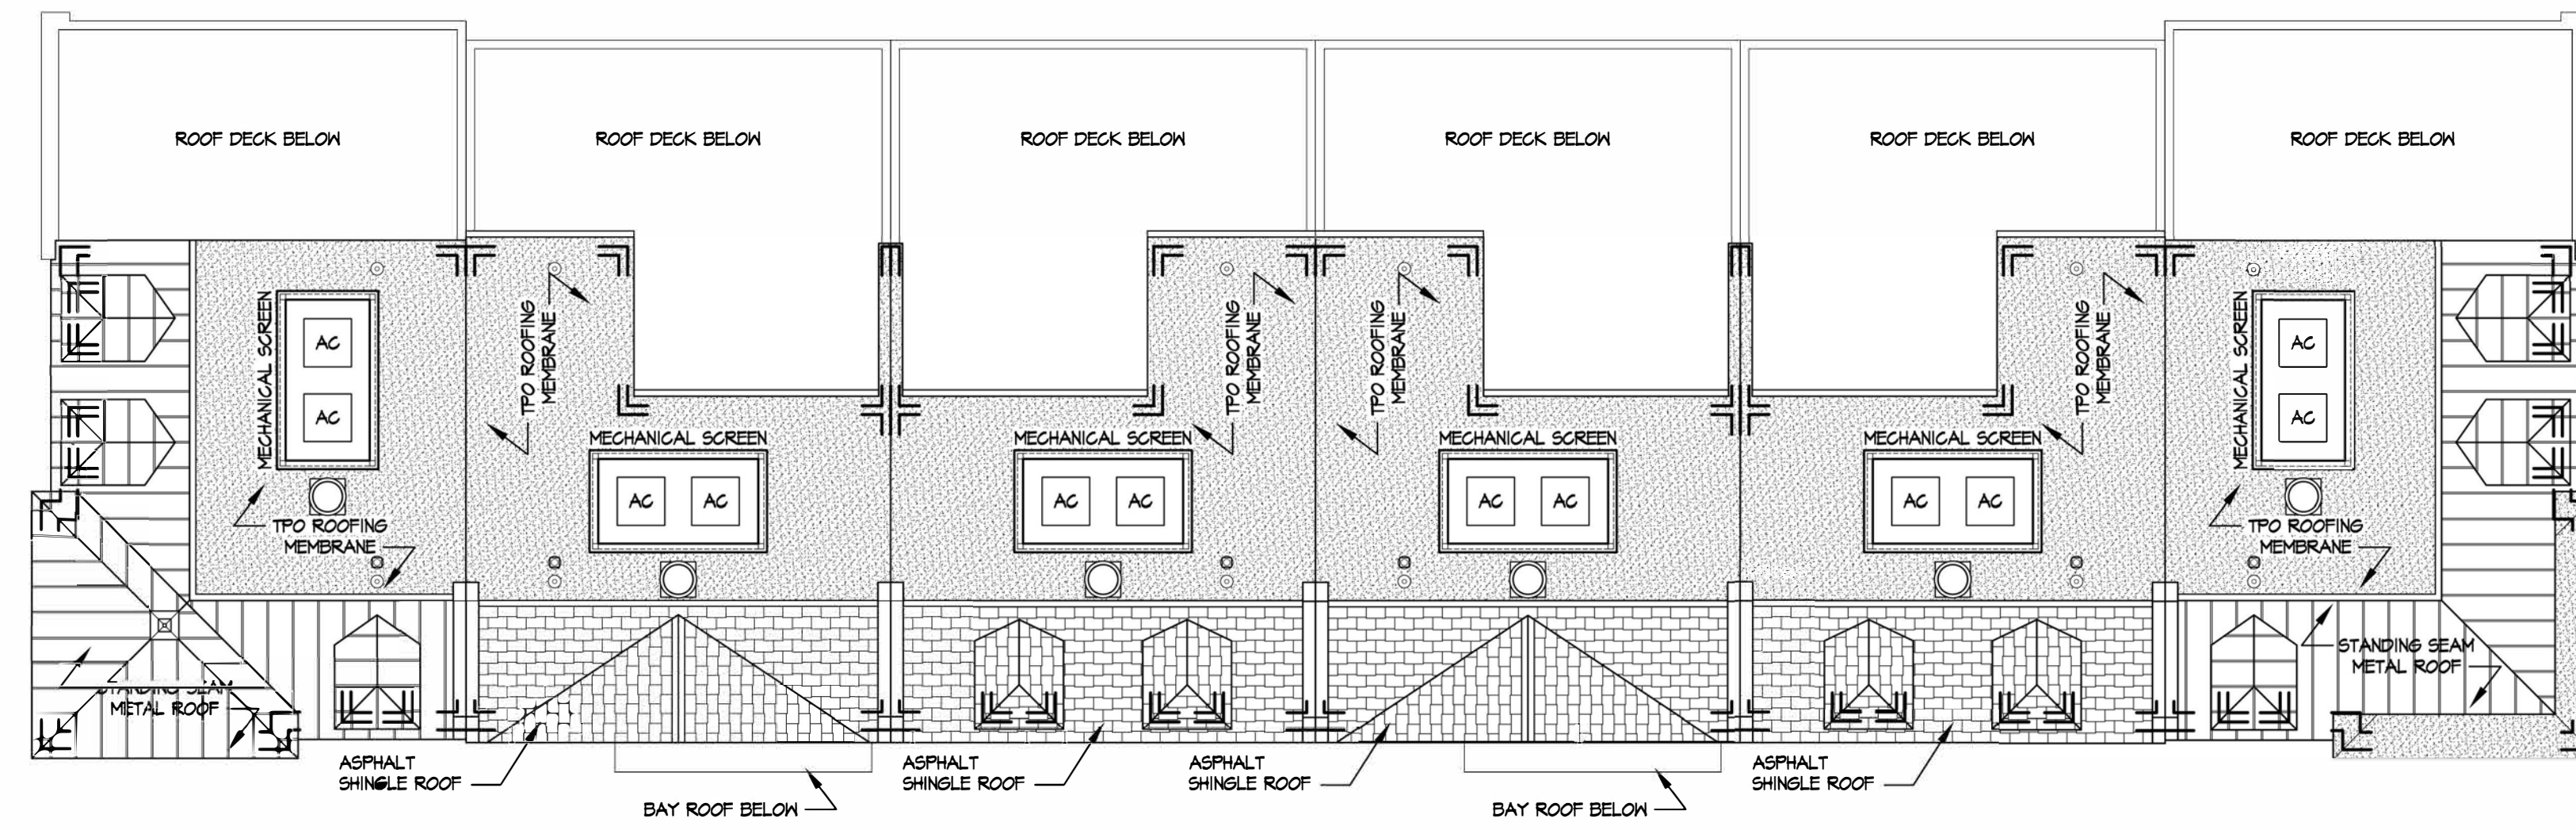 ROOF DECK BELOW
ROOF DECK BELOW
ROOF DECK BELOW
ROOF DECK BELOW
ROOF DECK BELOW
ROOF DECK BELOW
MECHANICAL SCREEN
AC
AC
TPO ROOFING
MEMBRANE
TPO ROOFING
MEMBRANE
MECHANICAL SCREEN
AC AC
TPO ROOFING
MEMBRANE
MECHANICAL SCREEN
AC AC
TPO ROOFING
MEMBRANE
MECHANICAL SCREEN
AC AC
TPO ROOFING
MEMBRANE
MECHANICAL SCREEN
AC AC
MECHANICAL SCREEN
AC
AC
TPO ROOFING
MEMBRANE
STANDING SEAM
METAL ROOF
STANDING SEAM
METAL ROOF
ASPHALT
SHINGLE ROOF
BAY ROOF BELOW
ASPHALT
SHINGLE ROOF
ASPHALT
SHINGLE ROOF
BAY ROOF BELOW
ASPHALT
SHINGLE ROOF